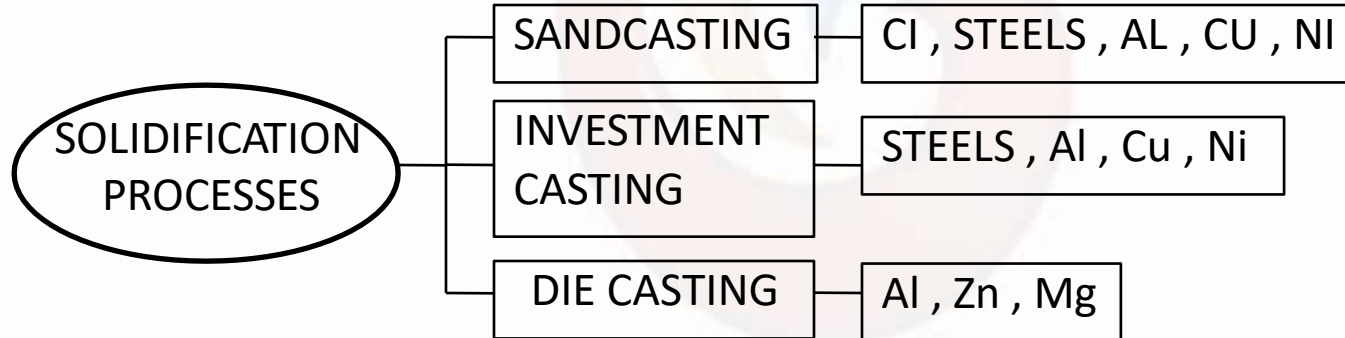 SOLIDIFICATION
PROCESSES
SANDCASTING
CI , STEELS , AL , CU , NI
INVESTMENT
CASTING
STEELS , Al , Cu , Ni
DIE CASTING
Al , Zn , Mg